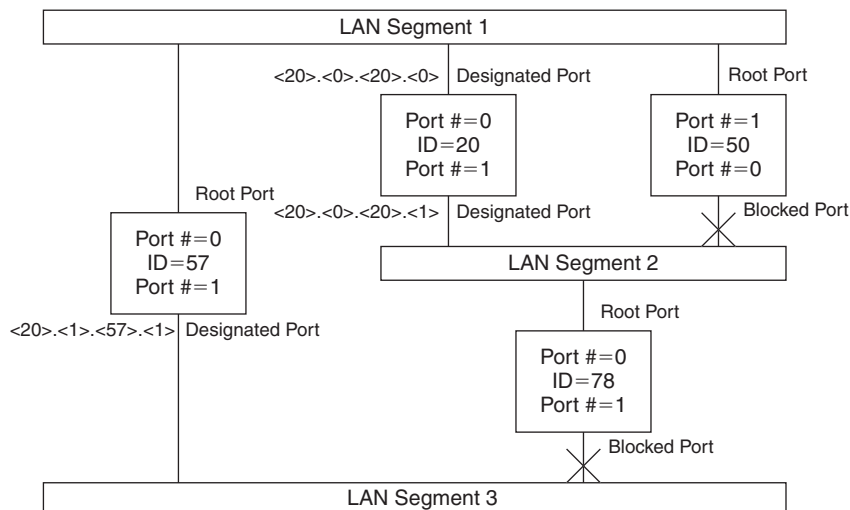 LAN Segment 1
<20>.<0>.<20>.<0> Designated Port
Root Port
Port #=0
ID=20
Port #=1
Port #=1
ID=50
Port #=0
Root Port
<20>.<0>.<20>.<1> Designated Port
Blocked Port
Port #=0
ID=57
Port #=1
LAN Segment 2
Root Port
<20>.<1>.<57>.<1> Designated Port
Port #=0
ID=78
Port #=1
Blocked Port
LAN Segment 3